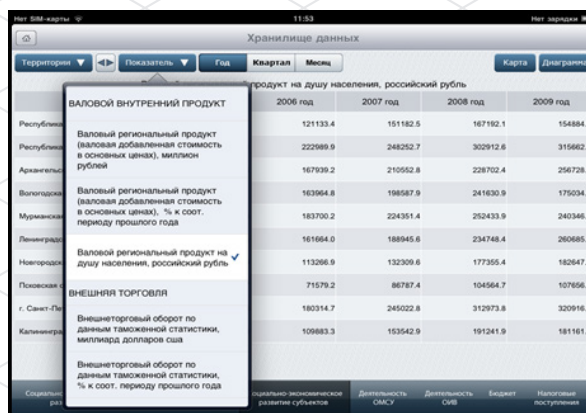 Нет SIM-карты 11:53 Нет зарядки
Хранилище данных
Территории Показатель Год Квартал Месяц Карта Диаграмма
продукт на душу населения, российский рубль
2006 год 2007 год 2008 год 2009 год
ВАЛОВОЙ ВНУТРЕННИЙ ПРОДУКТ
Валовый региональный продукт
(валовая добавленная стоимость
в основных ценах), миллион
рублей
Валовый региональный продукт
(валовая добавленная стоимость
в основных ценах), % к соот.
периоду прошлого года
Валовой региональный продукт на
душу населения, российский рубль
ВНЕШНЯЯ ТОРГОВЛЯ
Внешнеторговый оборот по
данным таможенной статистики,
миллиард долларов сша
Внешнеторговый оборот по
данным таможенной статистики,
% к соот. периоду прошлого года
Республика 121133.4 151182.5 167192.1 154884.
Республика 222989.9 248252.7 302912.6 315662.
Архангельс 167939.2 210552.8 228702.4 256728.
Вологодска 163964.8 198587.9 241630.9 175034.
Мурманская 183700.2 224351.4 252433.9 240346.
Ленинградс 161664.0 188945.6 234748.4 260685.
Новгородск 113266.9 132309.6 177355.4 182647.
Псковская о 71579.2 86787.4 104564.7 107656.
г. Санкт-Пе 180314.7 245022.8 312973.8 320916.
Калинингра 109883.3 153542.9 191241.9 181161.
Социально раз
оциально-экономическое
развитие субъектов
Деятельность
ОМСУ
Деятельность
ОИВ
Бюджет
Налоговые
поступления